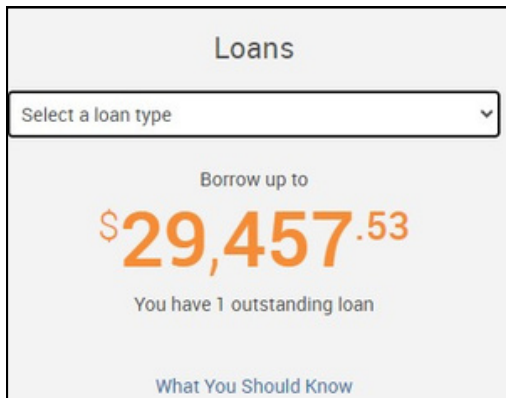 Loans
Select a loan type
Borrow up to
$29,457.53
You have 1 outstanding loan
What You Should Know